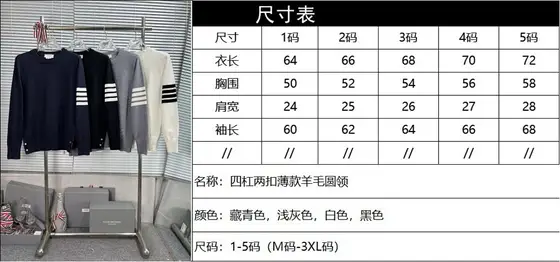 尺寸表
尺寸 1码 2码 3码 4码 5码
衣长 64 66 68 70 72
胸围 50 52 54 56 58
肩宽 24 25 26 27 28
袖长 60 62 64 66 68
// // // // // //
名称：四杠两扣薄款羊毛圆领
颜色：藏青色，浅灰色，白色，黑色
尺码：1-5码（M码-3XL码）